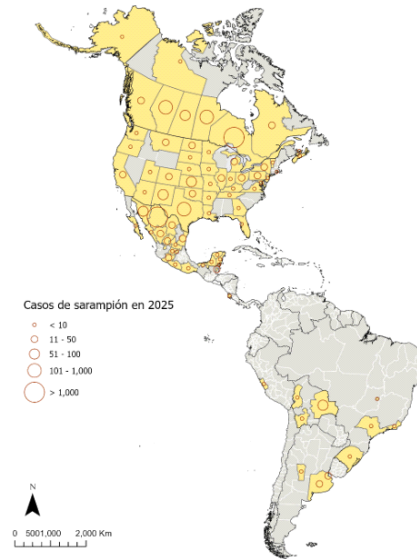 Casos de sarampión en 2025
< 10
11 - 50
51 - 100
101 - 1,000
> 1,000
N
0 5001,000 2,000 Km